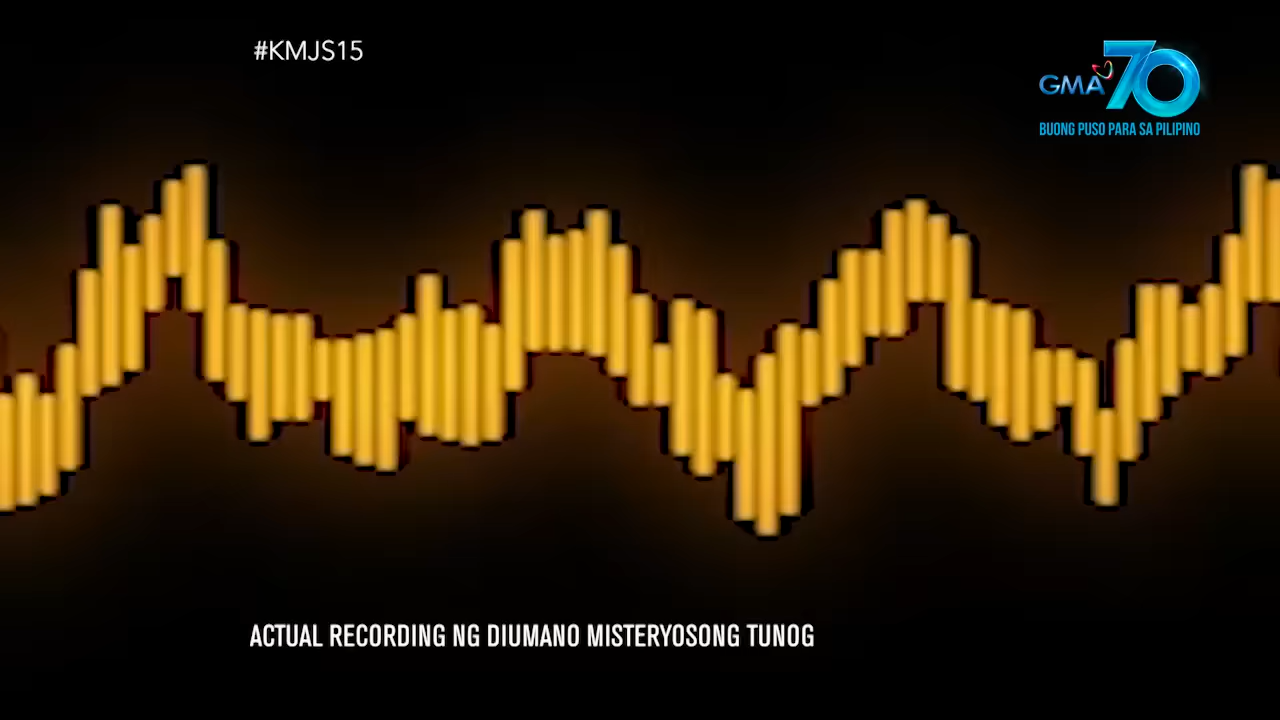 #KMJS15
GMA 70
BUONG PUSO PARA SA PILIPINO
ACTUAL RECORDING NG DIUMANO MISTERYOSONG TUNOG